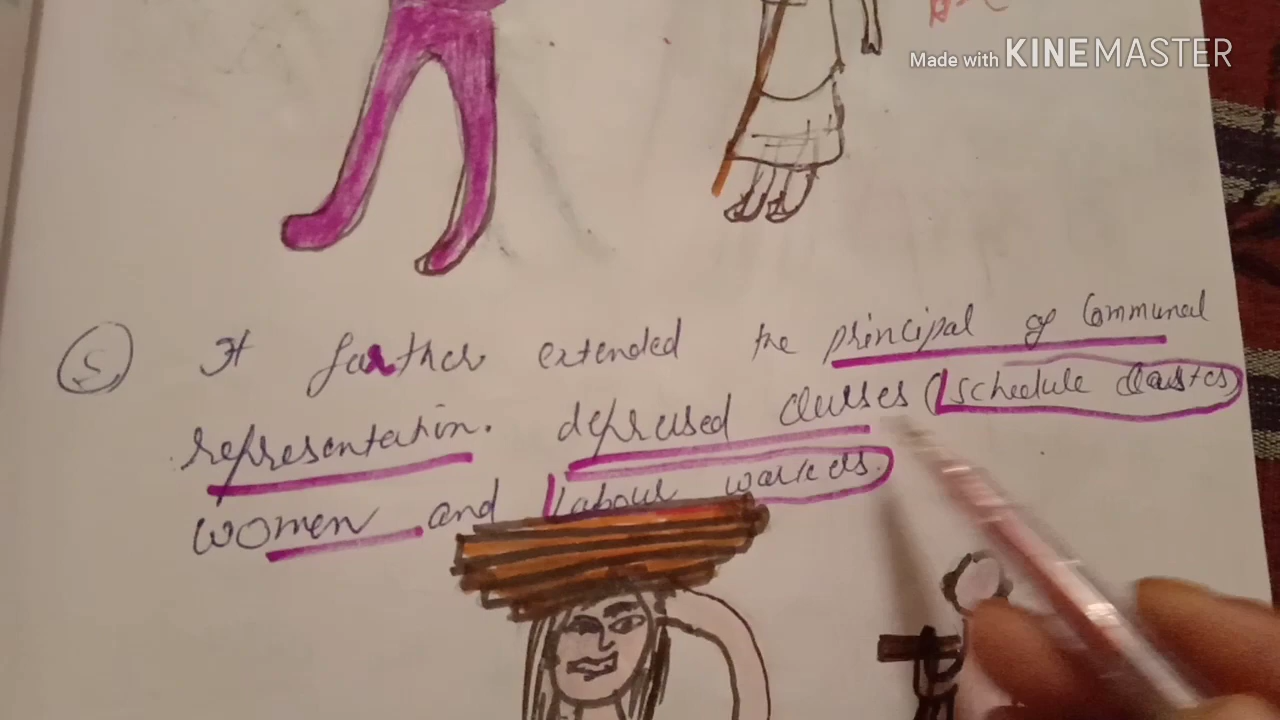 Made with KINEMASTER
5 It further extended the principal of Communal
representation. depressed classes (schedule castes)
women and labour workers.